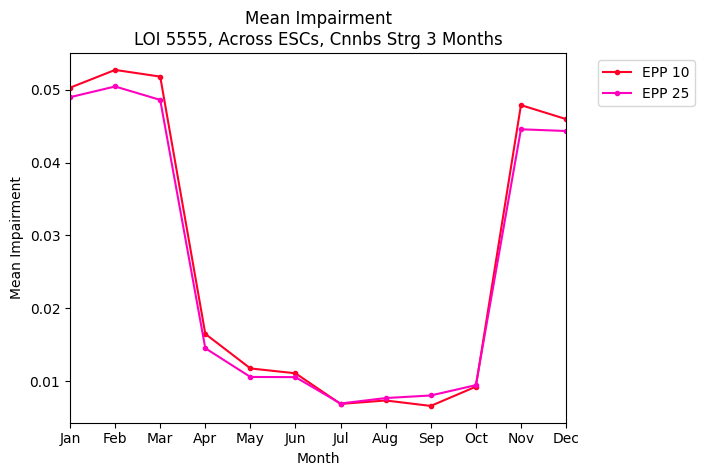 Mean Impairment
LOI 5555, Across ESCs, Cnnbs Strg 3 Months
EPP 10
EPP 25
Mean Impairment
0.05
0.04
0.03
0.02
0.01
Jan Feb Mar Apr May Jun Jul Aug Sep Oct Nov Dec
Month